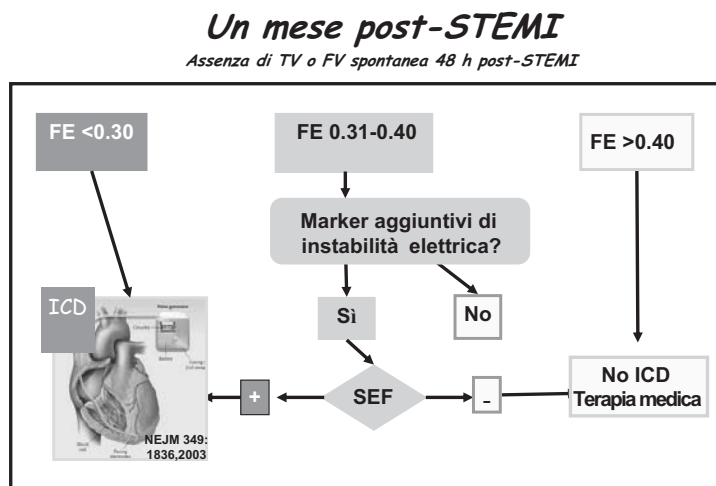 Un mese post-STEMI
Assenza di TV o FV spontanea 48 h post-STEMI
FE <0.30
FE 0.31-0.40
FE >0.40
Marker aggiuntivi di
instabilità elettrica?
ICD
Sì
No
+
SEF
-
No ICD
Terapia medica
NEJM 349:
1836,2003